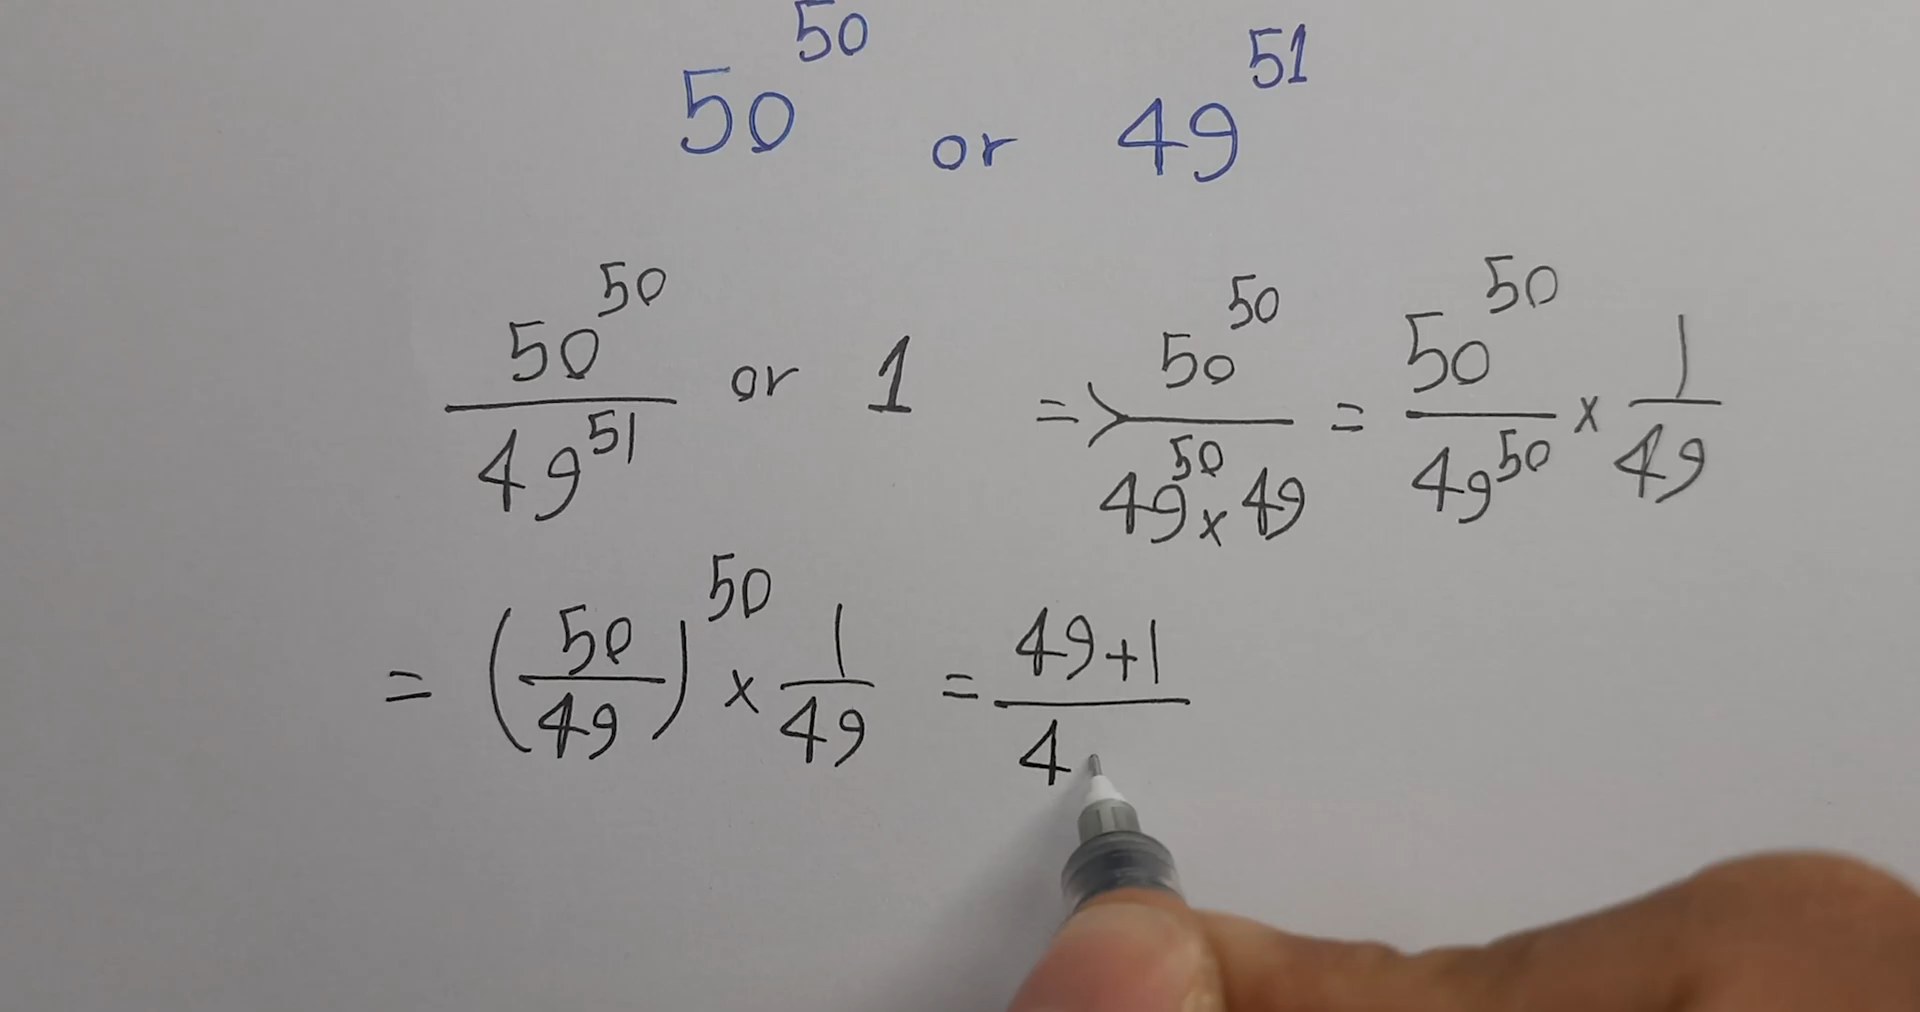 50^50 or 49^51
50^50/49^51 or 1 => 50^50/49^50×49 = 50^50/49^50 × 1/49
= (50/49)^50 × 1/49 = 49+1/4